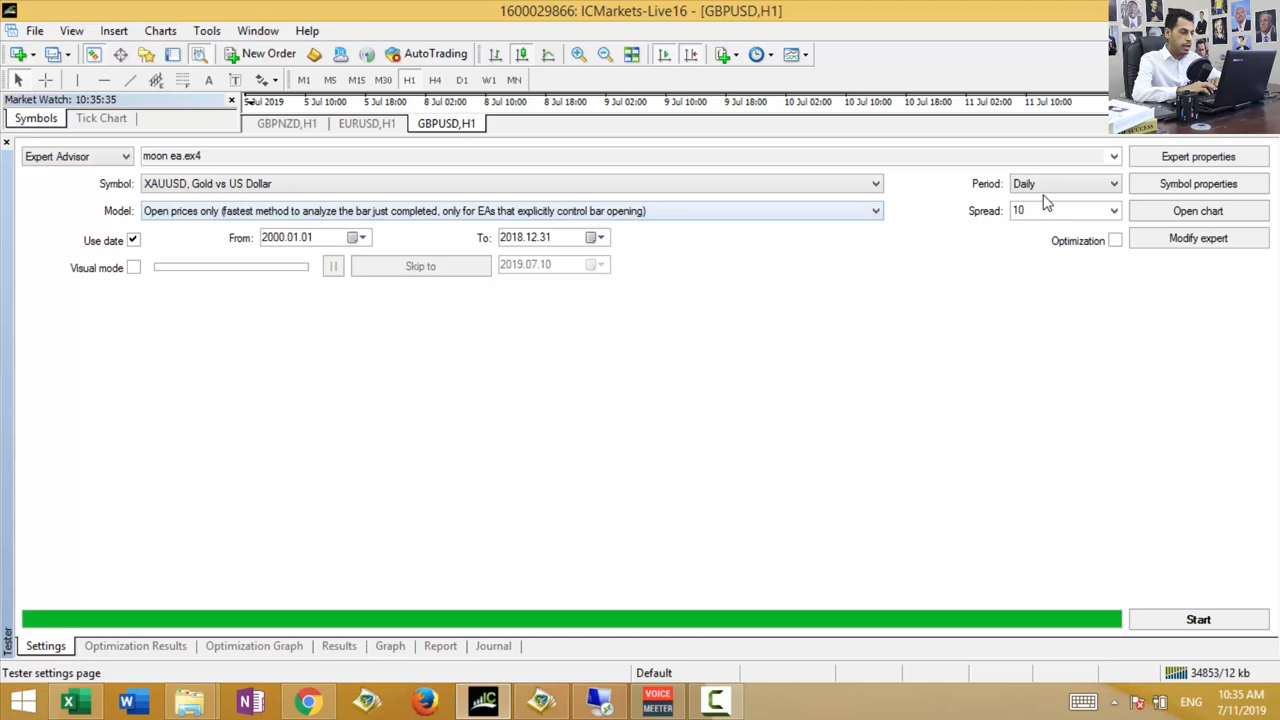 1600029866: ICMarkets-Live16 - [GBPUSD,H1]
File View Insert Charts Tools Window Help
New Order AutoTrading
A T M1 M5 M15 M30 H1 H4 D1 W1 MN
Market Watch: 10:35:35
Jul 2019 5 Jul 10:00 5 Jul 18:00 8 Jul 02:00 8 Jul 10:00 8 Jul 18:00 9 Jul 02:00 9 Jul 10:00 9 Jul 18:00 10 Jul 02:00 10 Jul 10:00 10 Jul 18:00 11 Jul 02:00 11 Jul 10:00
Symbols Tick Chart
GBPNZD,H1 EURUSD,H1 GBPUSD,H1
Expert Advisor moon ea.ex4 Expert properties
Symbol: XAUUSD, Gold vs US Dollar Period: Daily Symbol properties
Model: Open prices only (fastest method to analyze the bar just completed, only for EAs that explicitly control bar opening) Spread: 10 Open chart
Use date From: 2000.01.01 To: 2018.12.31 Optimization Modify expert
Visual mode Skip to 2019.07.10
Start
Tester
Settings Optimization Results Optimization Graph Results Graph Report Journal
Tester settings page Default 34853/12 kb
VOICE
MEETER
ENG
10:35 AM
7/11/2019